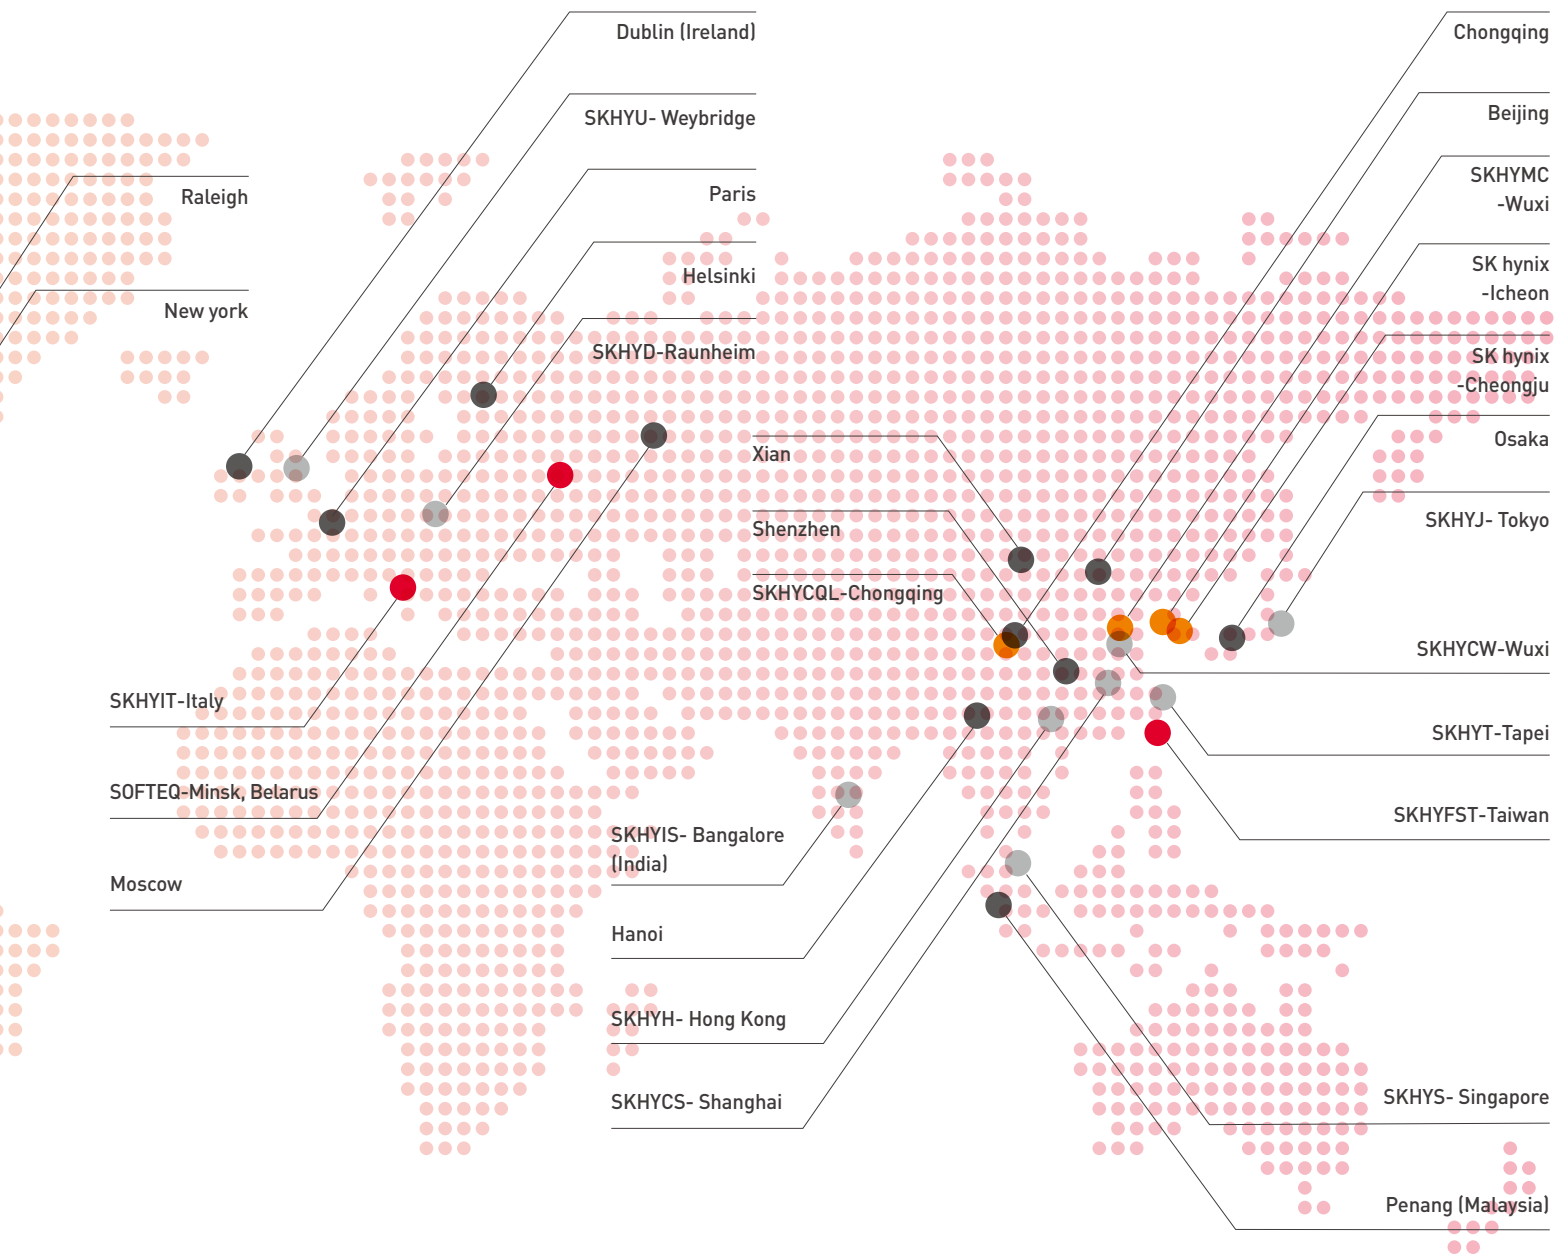 Dublin (Ireland)
SKHYU- Weybridge
Paris
Helsinki
SKHYD-Raunheim
Raleigh
New york
Chongqing
Beijing
SKHYMC
-Wuxi
SK hynix
-Icheon
SK hynix
-Cheongju
Osaka
SKHYJ- Tokyo
Xian
Shenzhen
SKHYCQL-Chongqing
SKHYCW-Wuxi
SKHYT-Tapei
SKHYFST-Taiwan
SKHYIT-Italy
SOFTEQ-Minsk, Belarus
Moscow
SKHYIS- Bangalore
(India)
Hanoi
SKHYH- Hong Kong
SKHYCS- Shanghai
SKHYS- Singapore
Penang (Malaysia)